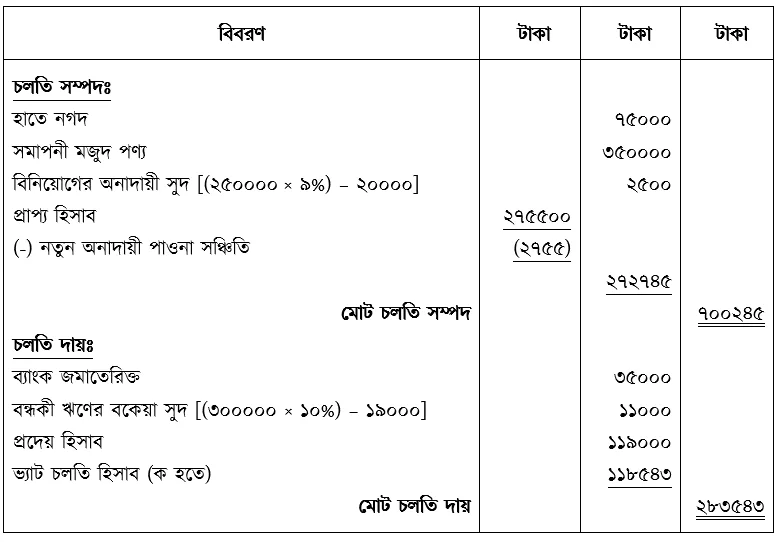 বিবরণ টাকা টাকা টাকা
চলতি সম্পদঃ
হাতে নগদ ৭৫০০০
সমাপনী মজুদ পণ্য ৩৫০০০০
বিনিয়োগের অনাদায়ী সুদ [(২৫০০০০ × ৯%) – ২০০০০] ২৫০০
প্রাপ্য হিসাব ২৭৫৫০০
(-) নতুন অনাদায়ী পাওনা সঞ্চিতি (২৭৫৫)
২৭২৭৪৫
মোট চলতি সম্পদ ৭০০২৪৫
চলতি দায়ঃ
ব্যাংক জমাতিরিক্ত ৩৫০০০
বন্ধকী ঋণের বকেয়া সুদ [(৩০০০০০ × ১০%) – ১৯০০০] ১১০০০
প্রদেয় হিসাব ১১৯০০০
ভ্যাট চলতি হিসাব (ক হতে) ১১৮৫৪৩
মোট চলতি দায় ২৮৩৫৪৩